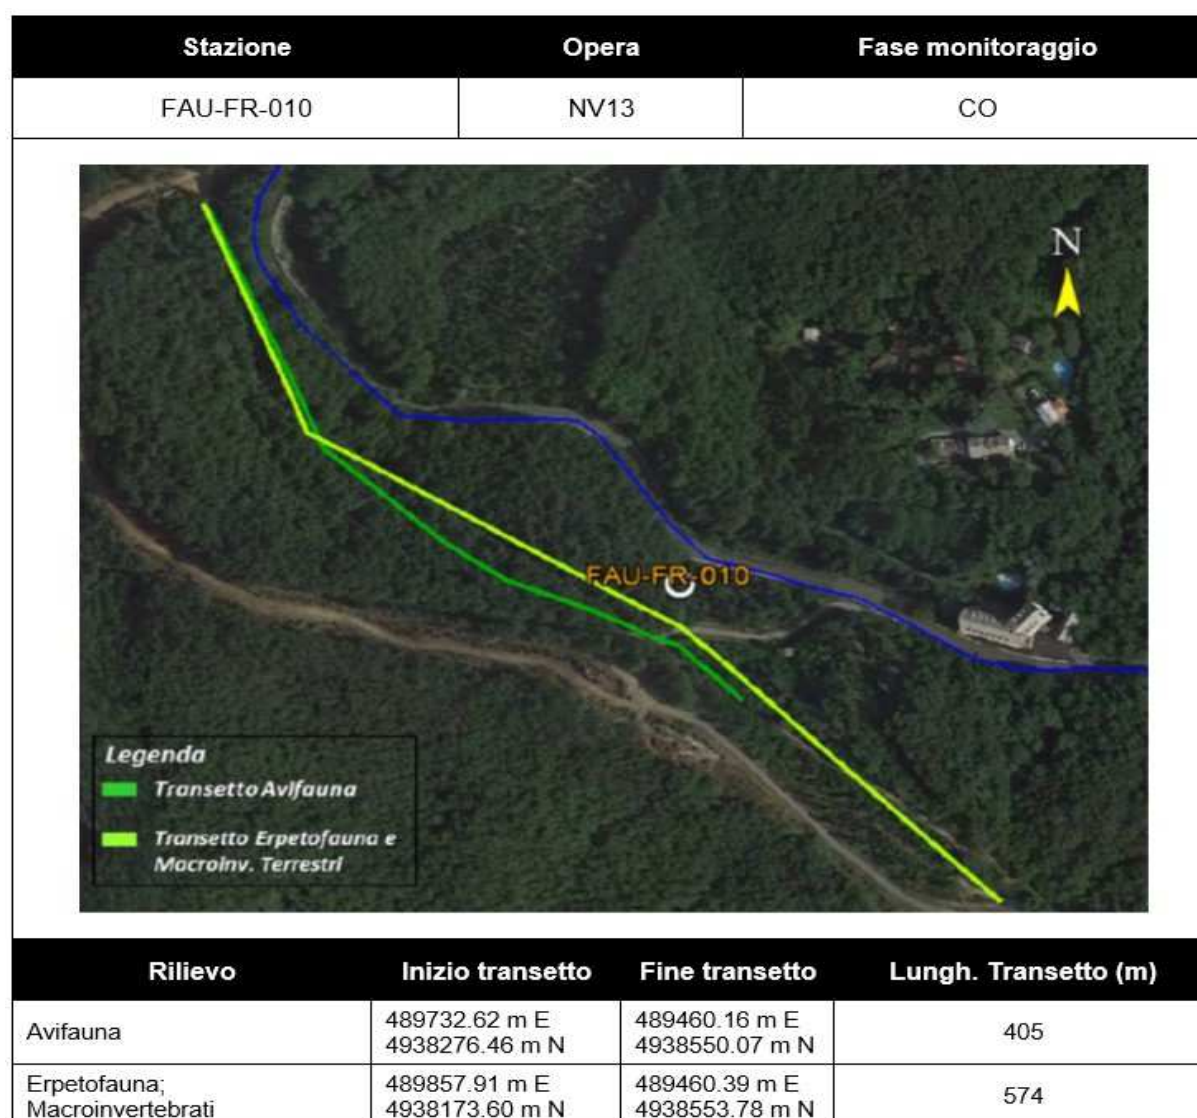 Stazione Opera Fase monitoraggio
FAU-FR-010 NV13 CO
N
FAU-FR-010
Legenda
Transetto Avifauna
Transetto Erpetofauna e
Macroinv. Terrestri
Rilievo Inizio transetto Fine transetto Lungh. Transetto (m)
Avifauna 489732.62 m E 489460.16 m E 405
4938276.46 m N 4938550.07 m N
Erpetofauna; 489857.91 m E 489460.39 m E 574
Macroinvertebrati 4938173.60 m N 4938553.78 m N